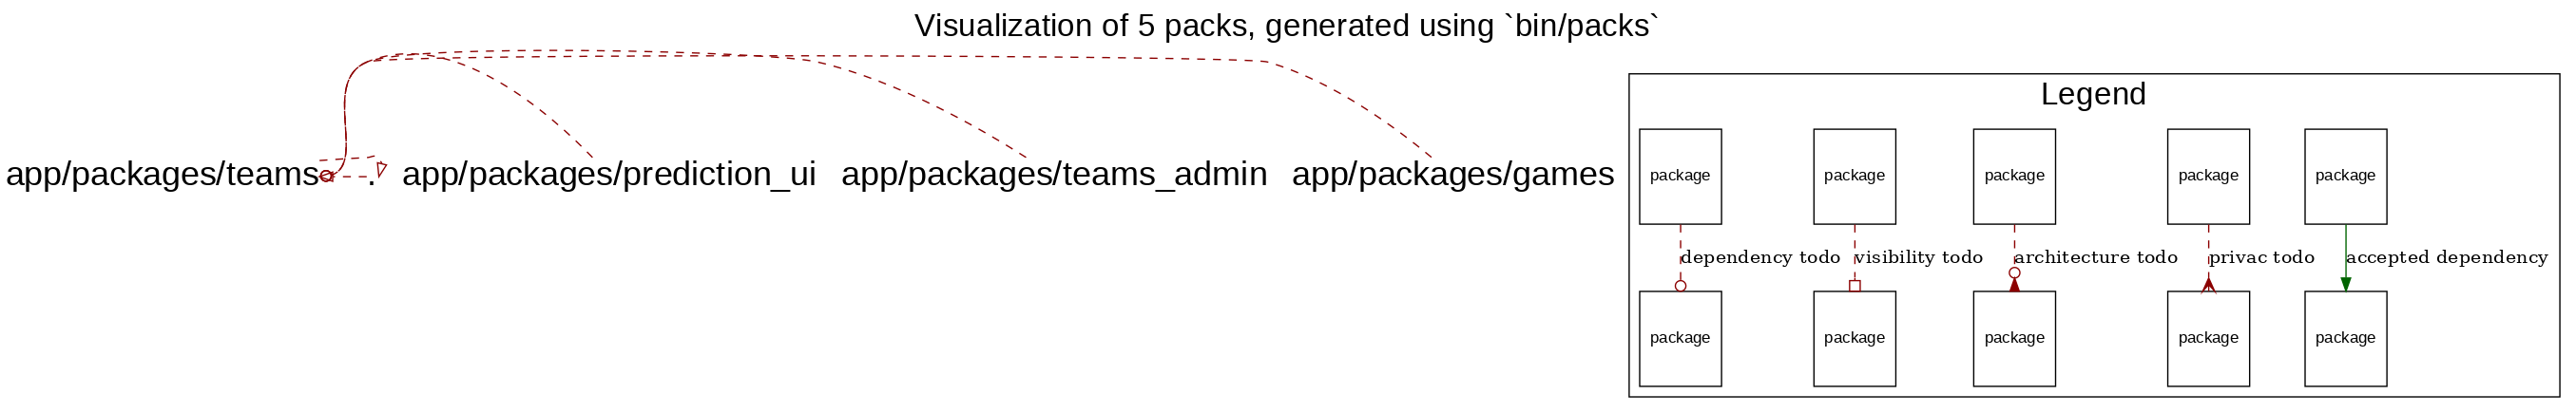 Visualization of 5 packs, generated using `bin/packs`
app/packages/teams
.
app/packages/prediction_ui
app/packages/teams_admin
app/packages/games
Legend
package
package
package
package
package
dependency todo
visibility todo
architecture todo
privac todo
accepted dependency
package
package
package
package
package